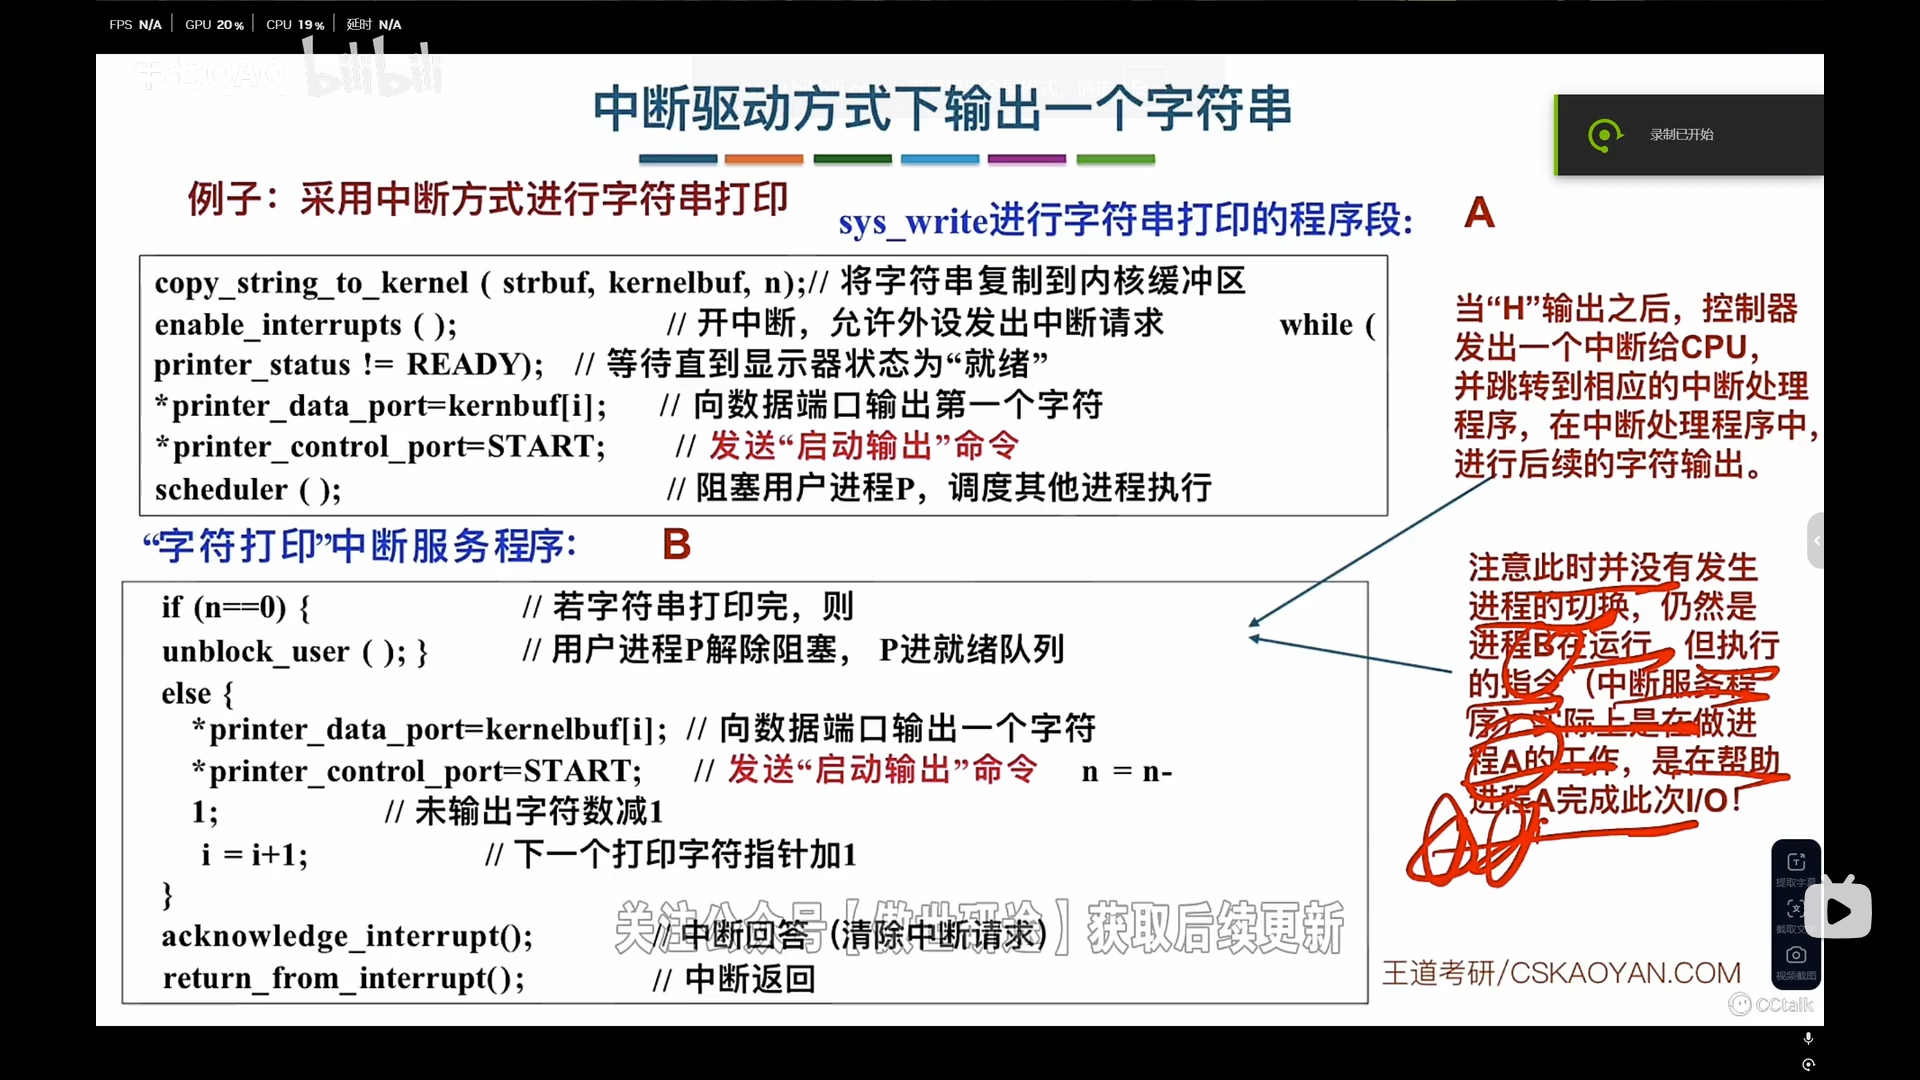 FPS N/A | GPU 20% | CPU 19% | 延时 N/A
bilibili
中断驱动方式下输出一个字符串
录制已开始
例子：采用中断方式进行字符串打印
sys_write进行字符串打印的程序段:
A
copy_string_to_kernel ( strbuf, kernelbuf, n);// 将字符串复制到内核缓冲区
enable_interrupts ( ); // 开中断，允许外设发出中断请求 while (
printer_status != READY); // 等待直到显示器状态为“就绪”
*printer_data_port=kernbuf[i]; // 向数据端口输出第一个字符
*printer_control_port=START; // 发送“启动输出”命令
scheduler ( ); // 阻塞用户进程P，调度其他进程执行
当“H”输出之后，控制器
发出一个中断给CPU，
并跳转到相应的中断处理
程序，在中断处理程序中，
进行后续的字符输出。
“字符打印”中断服务程序:
B
if (n==0) { // 若字符串打印完，则
unblock_user ( ); } // 用户进程P解除阻塞， P进就绪队列
else {
*printer_data_port=kernelbuf[i]; // 向数据端口输出一个字符
*printer_control_port=START; // 发送“启动输出”命令 n = n-
1; // 未输出字符数减1
i = i+1; // 下一个打印字符指针加1
}
acknowledge_interrupt(); // 中断回答（清除中断请求）
return_from_interrupt(); // 中断返回
注意此时并没有发生
进程的切换，仍然是
进程B在运行，但执行
的指令（中断服务程
序）实际上是在做进
程A的工作，是在帮助
进程A完成此次I/O！
关注公众号【傲世研途】获取后续更新
提取字幕
视频截图
王道考研/CSKAOYAN.COM
CCtalk